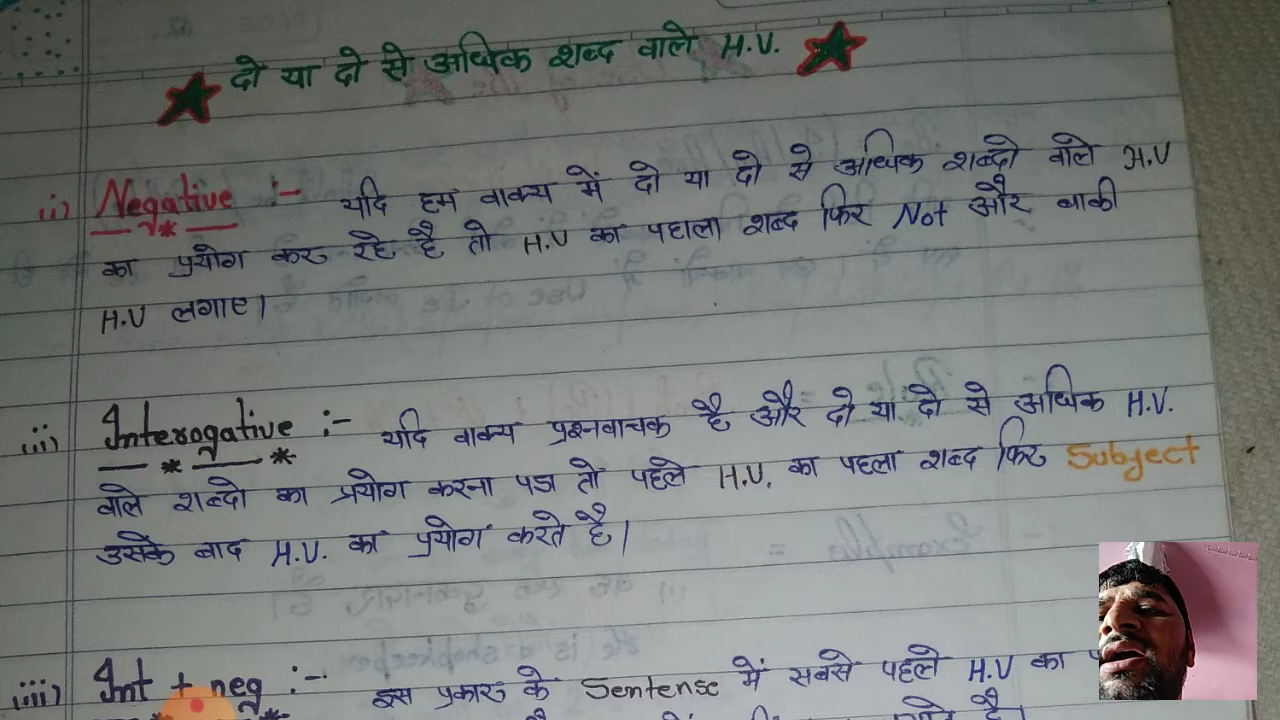 दो या दो से अधिक शब्द वाले H.V.
(i) Negative :- यदि हम वाक्य में दो या दो से अधिक शब्दो वाले H.V
का प्रयोग कर रहे है तो H.V का पहाला शब्द फिर Not और बाकी
H.V लगाए।
(ii) Interogative :- यदि वाक्य प्रश्नवाचक है और दो या दो से अधिक H.V.
वाले शब्दो का प्रयोग करना पड़ा तो पहले H.V. का पहला शब्द फिर Subject
उसके बाद H.V. का प्रयोग करते है।
(iii) Int + neg :- इस प्रकार के Sentense में सबसे पहले H.V का